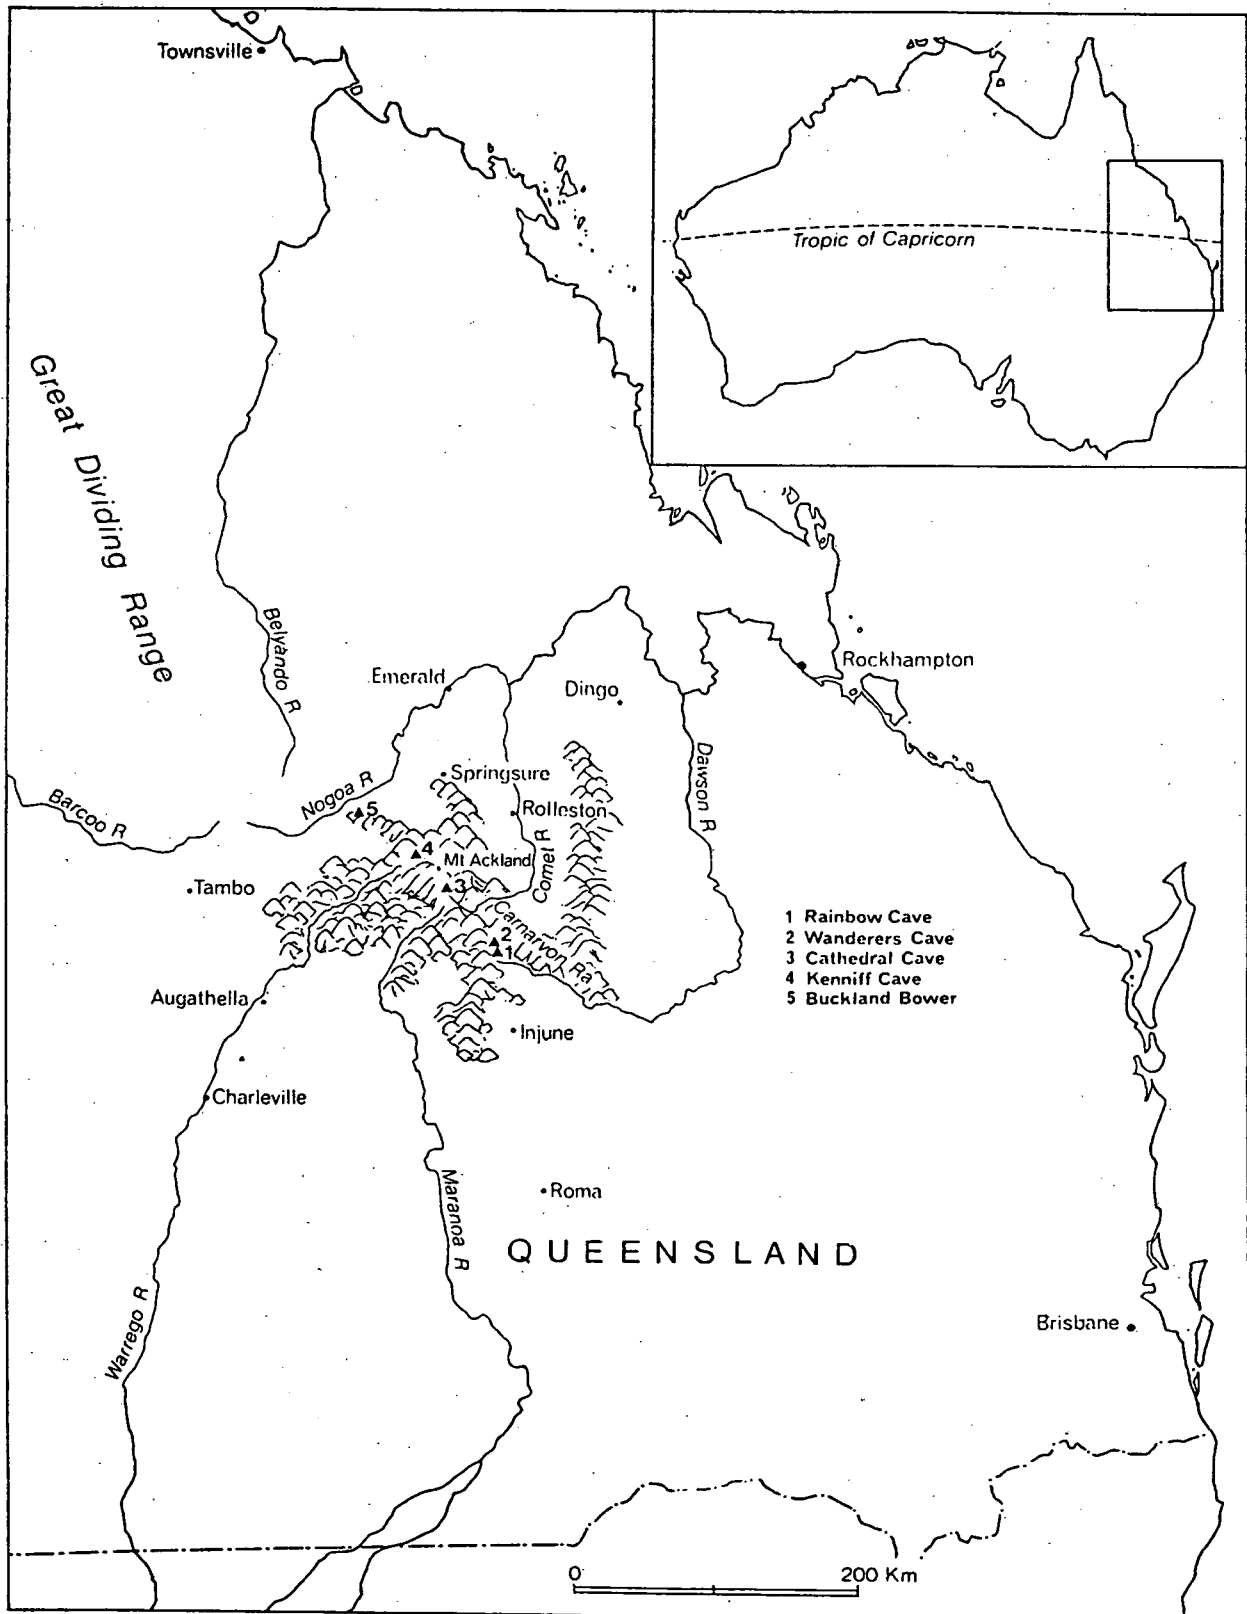 Townsville
Tropic of Capricorn
Great Dividing Range
Belyando R
Rockhampton
Emerald
Dingo
Dawson R
Springsure
Nogoa R
Barcoo R
5
Rolleston
4
Mt Ackland
Comet R
Tambo
3
Carnarvon Ra
2
1
1 Rainbow Cave
2 Wanderers Cave
3 Cathedral Cave
4 Kenniff Cave
5 Buckland Bower
Augathella
Injune
Charleville
Maranoa R
Roma
QUEENSLAND
Warrego R
Brisbane
0 200 Km